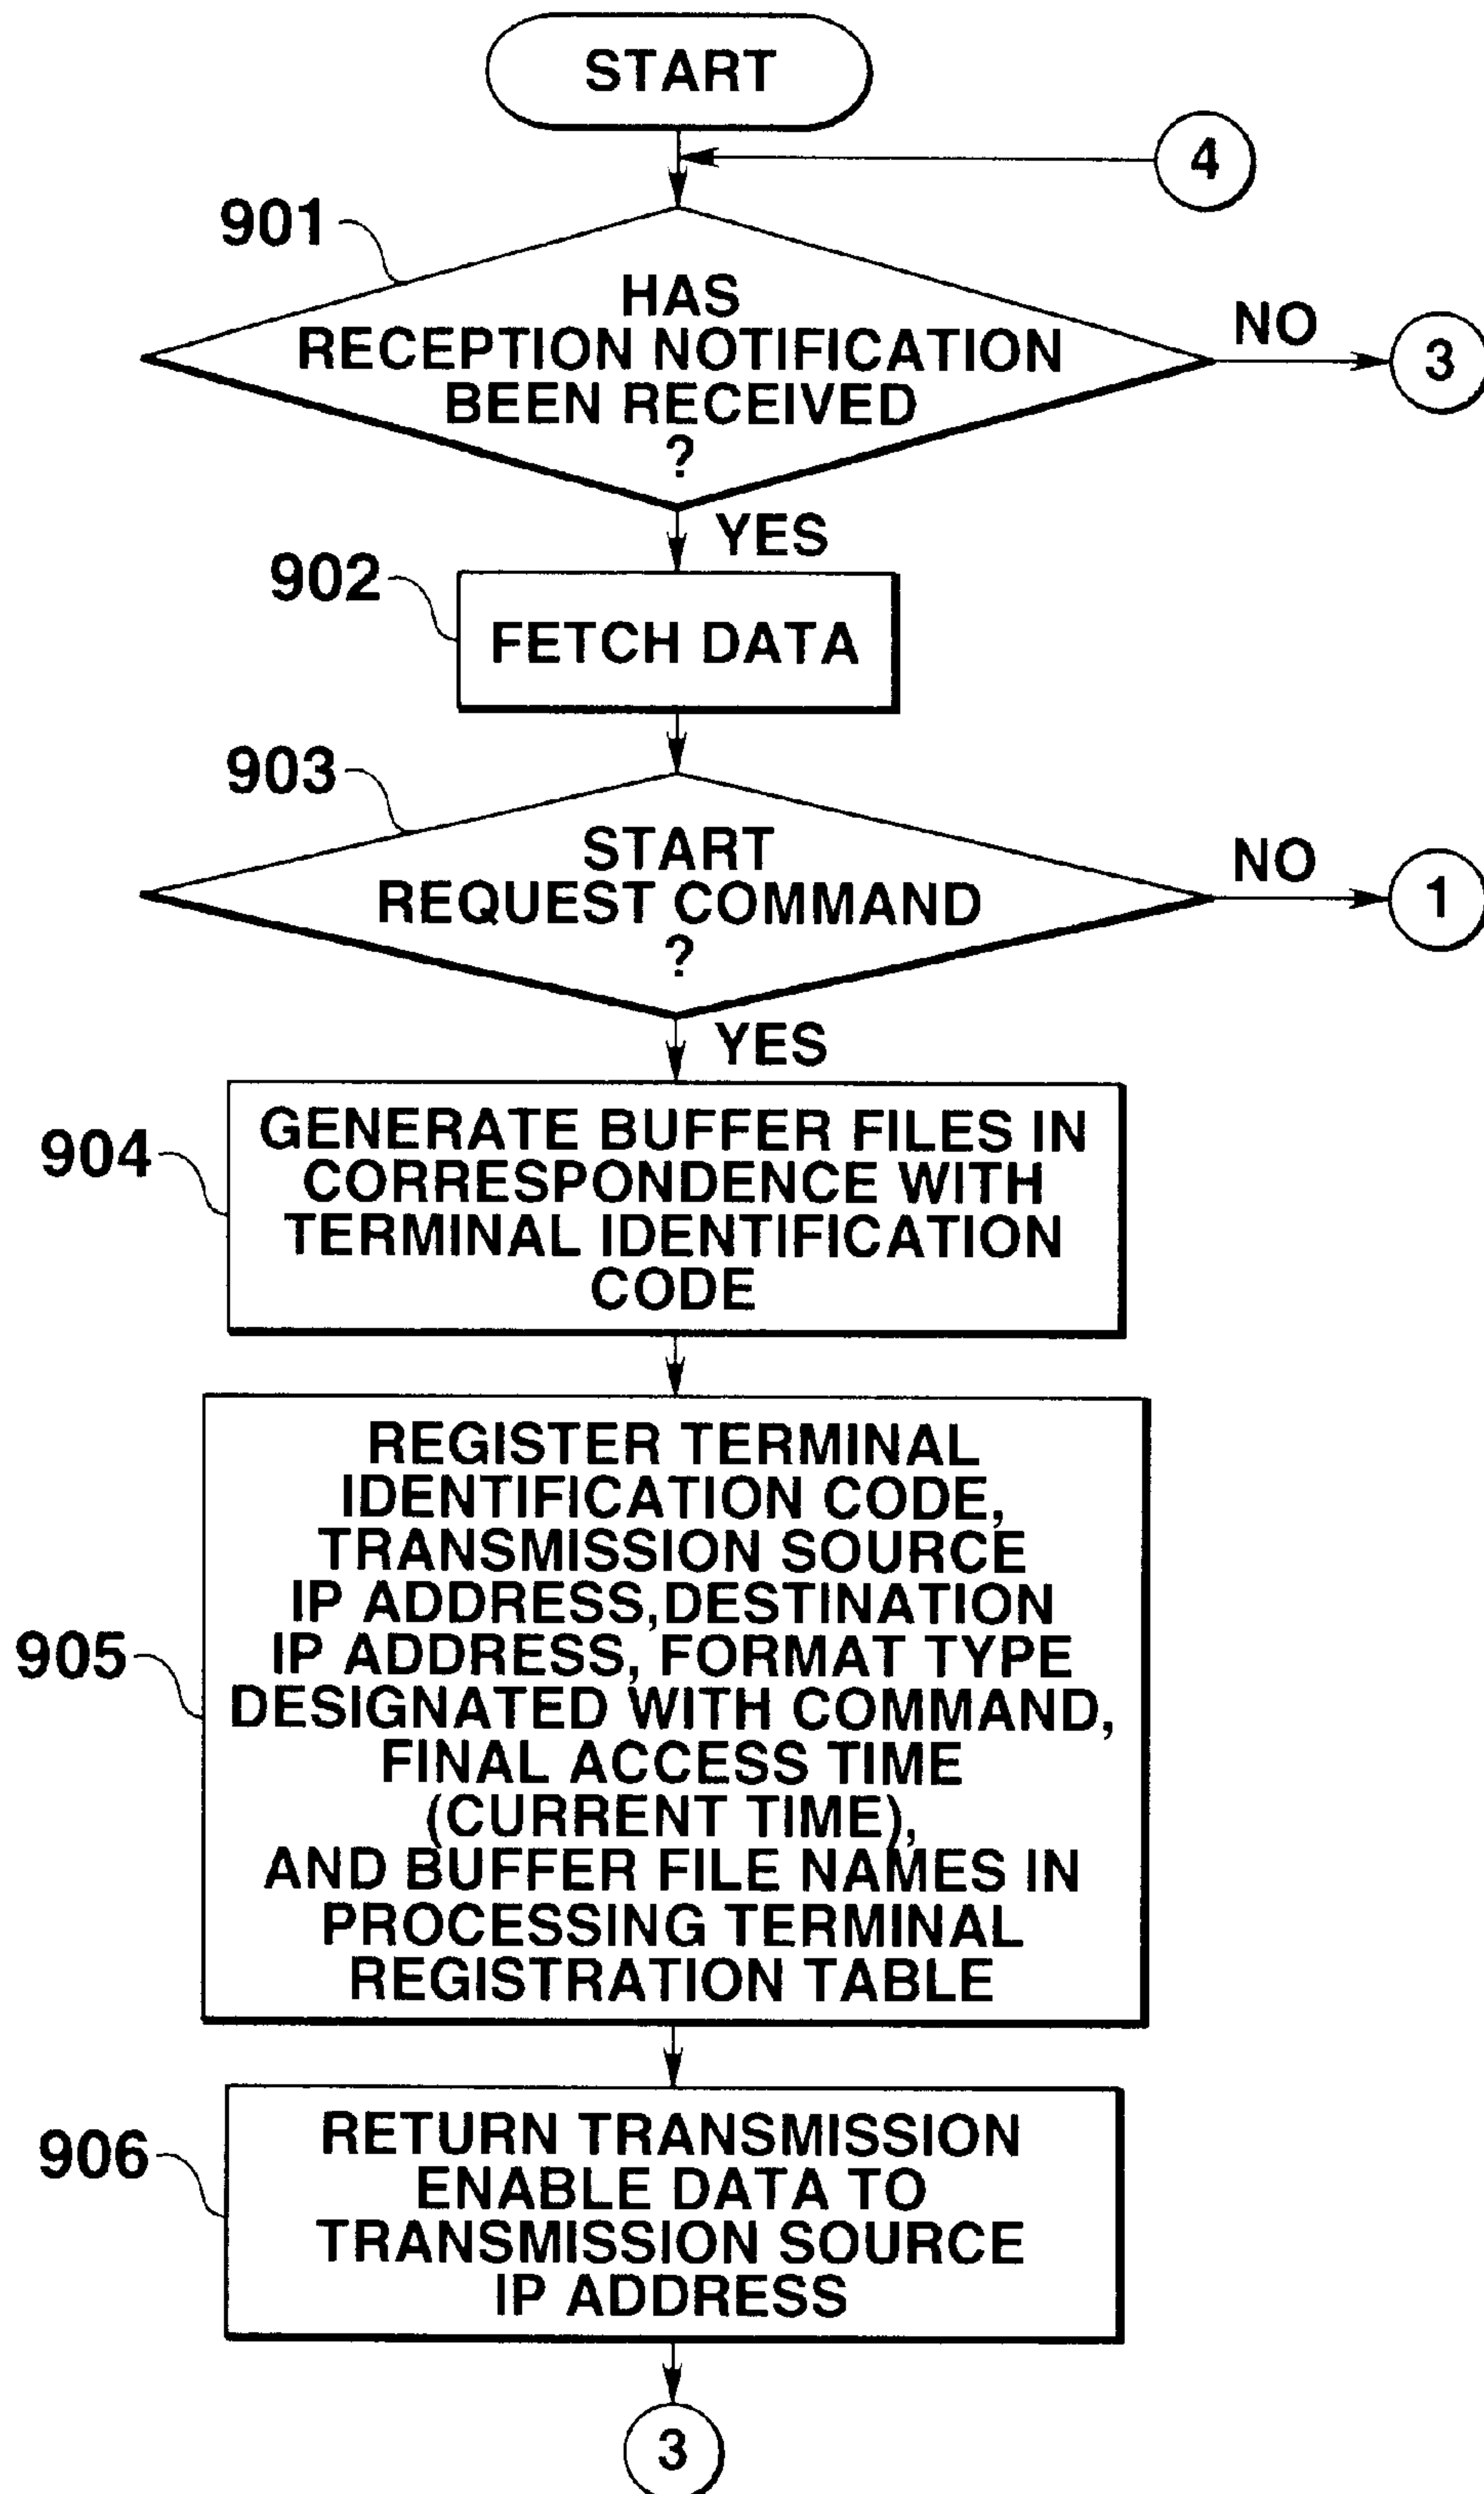 START
4
901
HAS
RECEPTION NOTIFICATION
BEEN RECEIVED
?
NO
3
YES
902
FETCH DATA
903
START
REQUEST COMMAND
?
NO
1
YES
904
GENERATE BUFFER FILES IN
CORRESPONDENCE WITH
TERMINAL IDENTIFICATION
CODE
905
REGISTER TERMINAL
IDENTIFICATION CODE,
TRANSMISSION SOURCE
IP ADDRESS,DESTINATION
IP ADDRESS, FORMAT TYPE
DESIGNATED WITH COMMAND,
FINAL ACCESS TIME
(CURRENT TIME),
AND BUFFER FILE NAMES IN
PROCESSING TERMINAL
REGISTRATION TABLE
906
RETURN TRANSMISSION
ENABLE DATA TO
TRANSMISSION SOURCE
IP ADDRESS
3